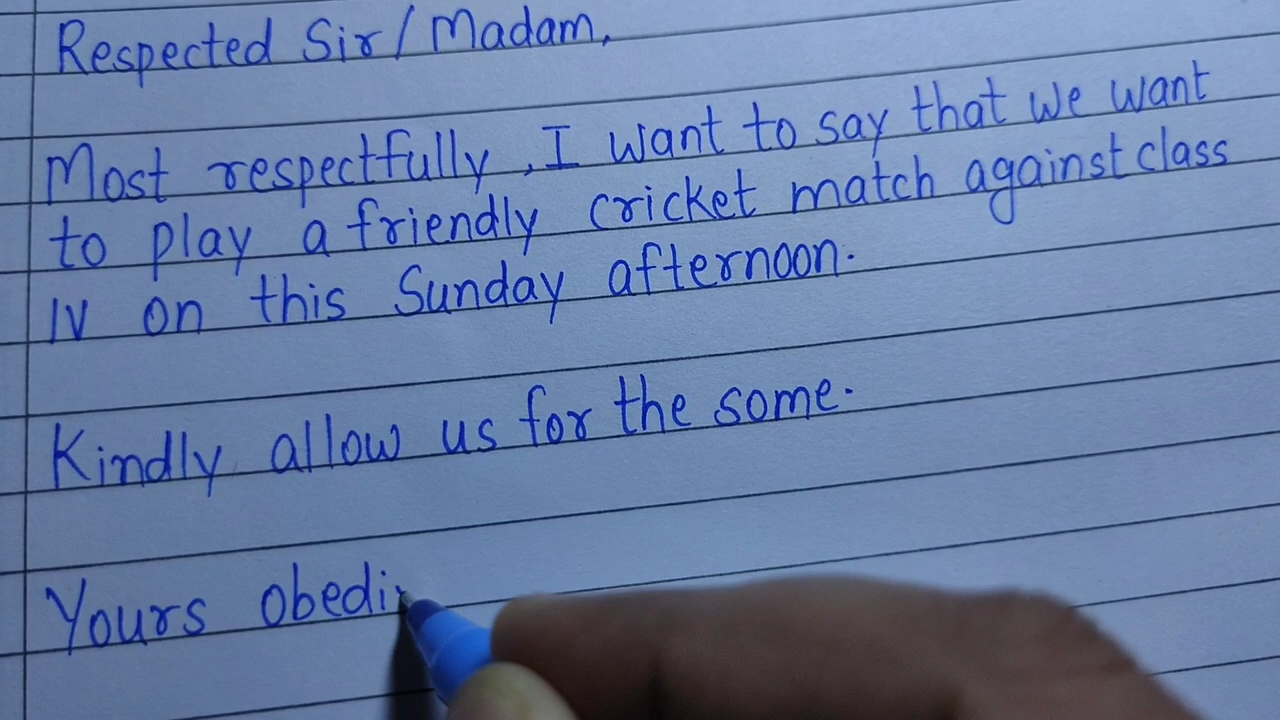 Respected Sir/Madam,
Most respectfully, I want to say that we want
to play a friendly cricket match against class
IV on this Sunday afternoon.
Kindly allow us for the some.
Yours obedi